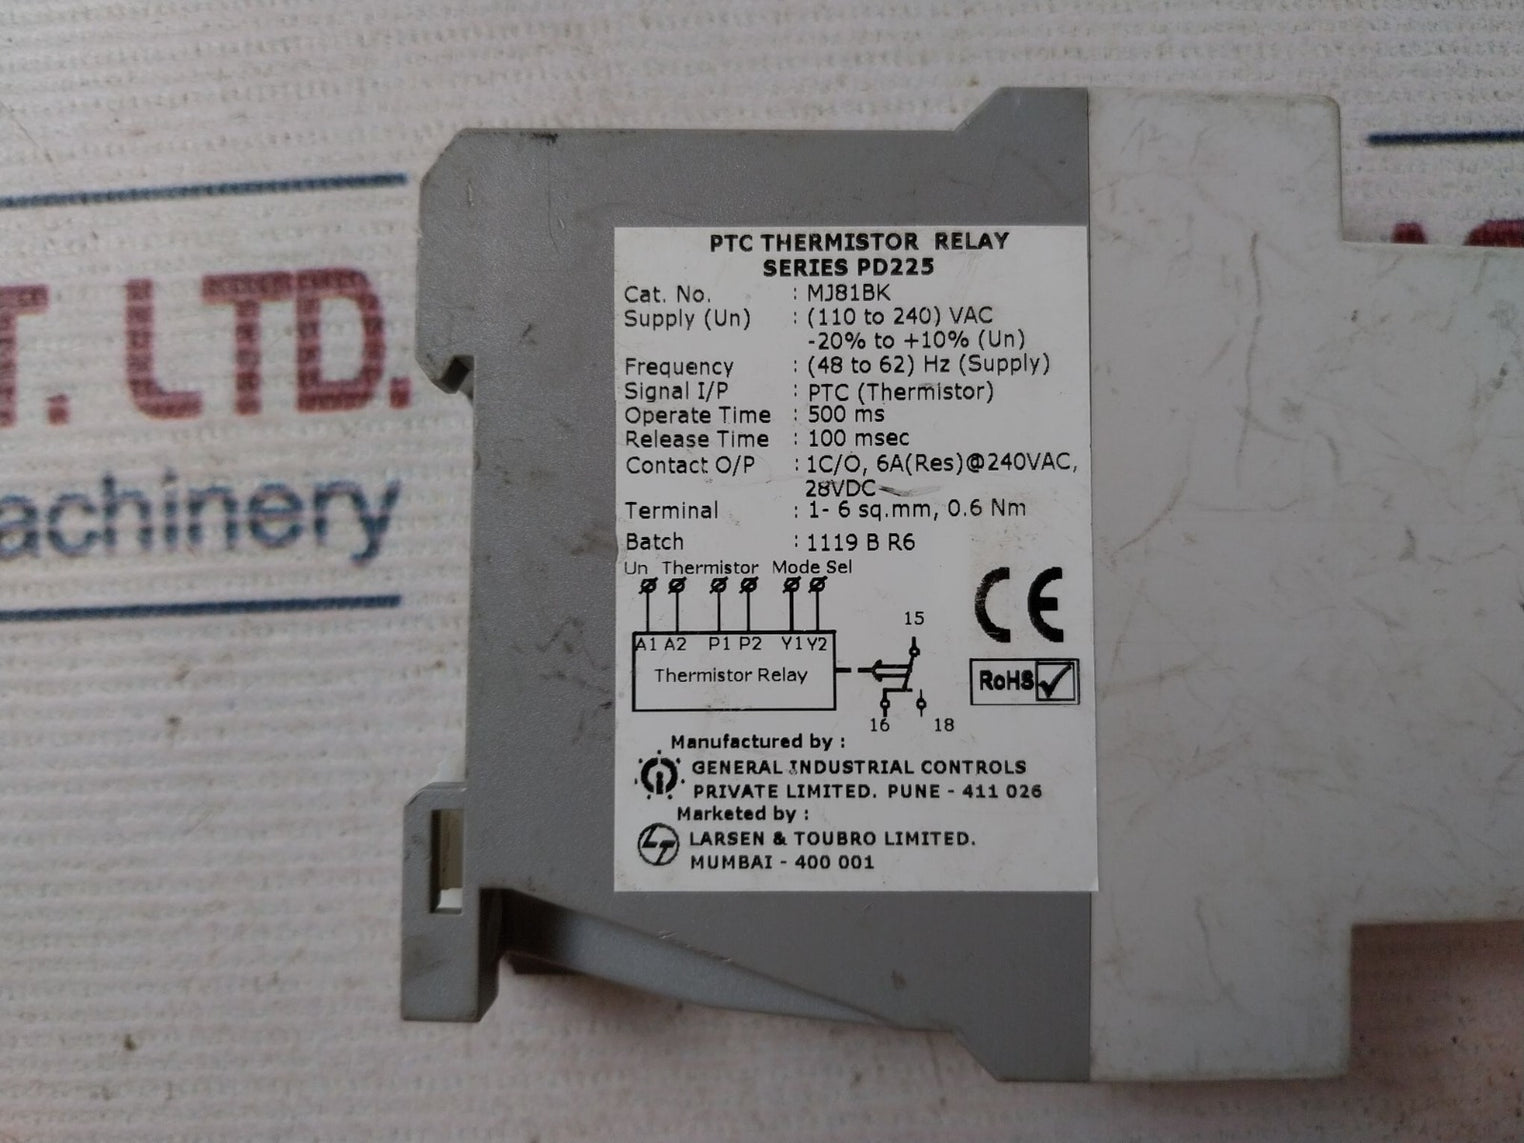 PTC THERMISTOR RELAY
SERIES PD225
Cat. No. : MJ81BK
Supply (Un) : (110 to 240) VAC
-20% to +10% (Un)
Frequency : (48 to 62) Hz (Supply)
Signal I/P : PTC (Thermistor)
Operate Time : 500 ms
Release Time : 100 msec
Contact O/P : 1C/O, 6A(Res)@240VAC,
28VDC
Terminal : 1- 6 sq.mm, 0.6 Nm
Batch : 1119 B R6
Un Thermistor Mode Sel
A1 A2 P1 P2 Y1 Y2
Thermistor Relay
15
16 18
CE
RoHS
Manufactured by :
GENERAL INDUSTRIAL CONTROLS
PRIVATE LIMITED. PUNE - 411 026
Marketed by :
LT LARSEN & TOUBRO LIMITED.
MUMBAI - 400 001
T. LTD.
achinery